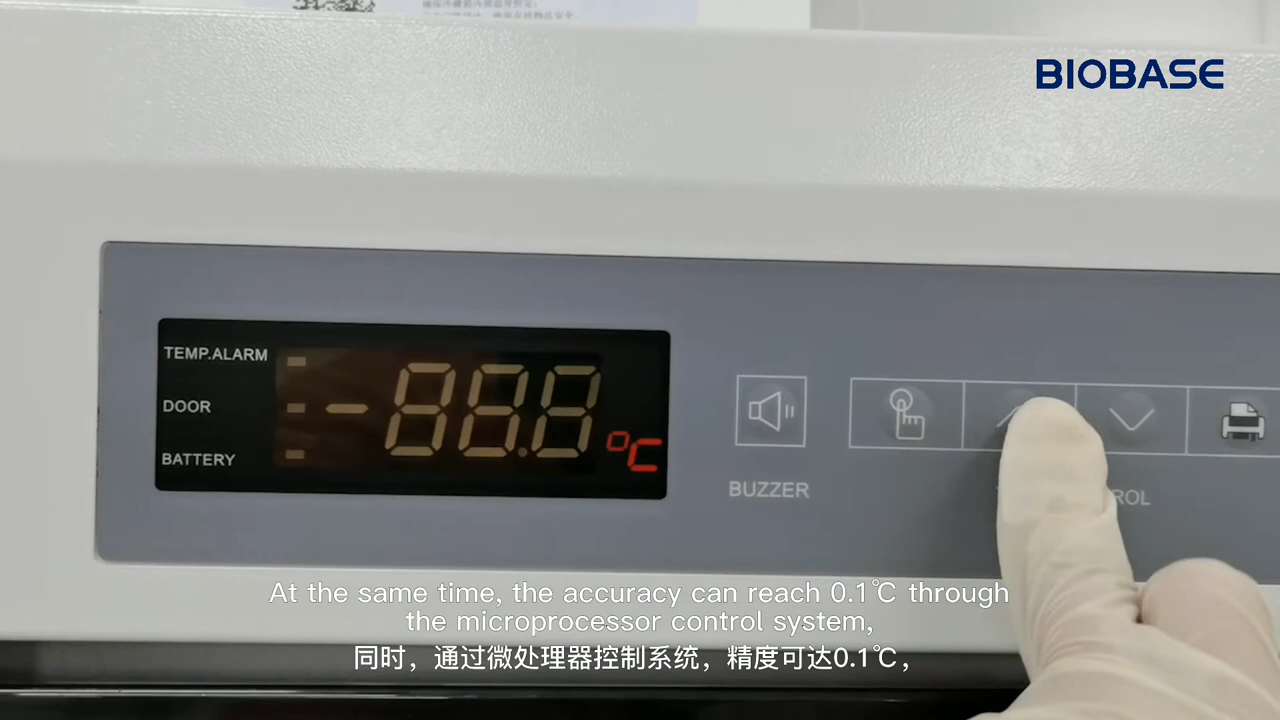 BIOBASE
TEMP.ALARM
DOOR
BATTERY
°C
BUZZER
ROL
At the same time, the accuracy can reach 0.1℃ through
the microprocessor control system,
同时，通过微处理器控制系统，精度可达0.1℃，